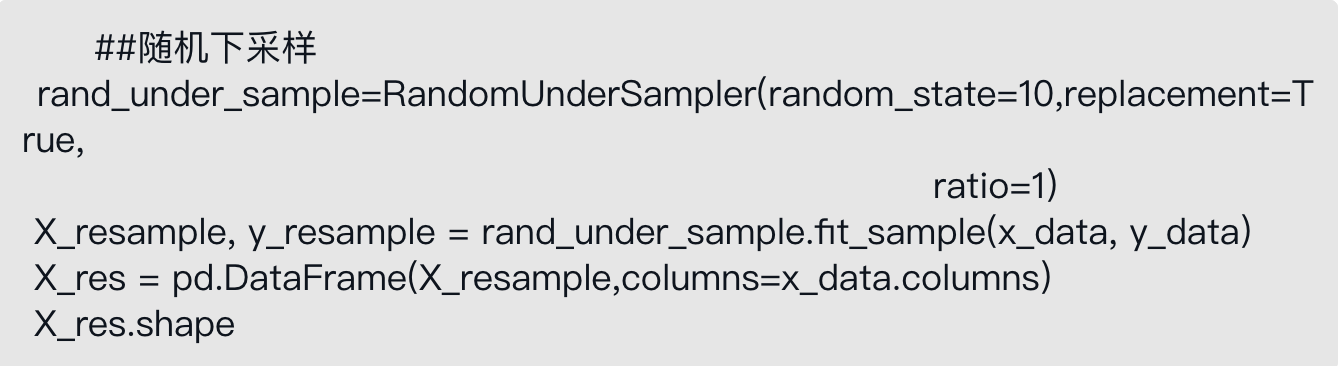 ##随机下采样
rand_under_sample=RandomUnderSampler(random_state=10,replacement=T
rue,
ratio=1)
X_resample, y_resample = rand_under_sample.fit_sample(x_data, y_data)
X_res = pd.DataFrame(X_resample,columns=x_data.columns)
X_res.shape